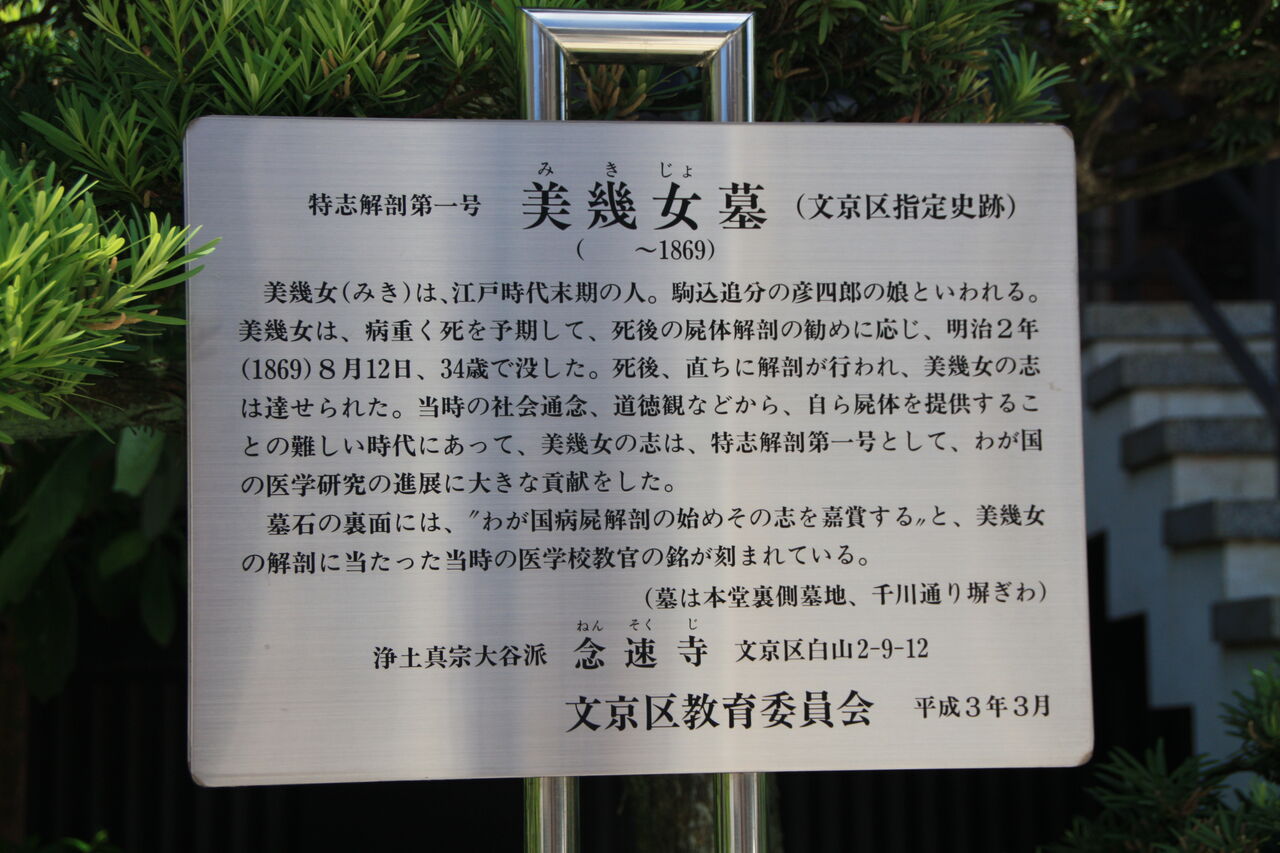 み き じょ
特志解剖第一号 美幾女墓 (文京区指定史跡)
( ～1869)
美幾女(みき)は、江戸時代末期の人。駒込追分の彦四郎の娘といわれる。
美幾女は、病重く死を予期して、死後の屍体解剖の勧めに応じ、明治2年
(1869)8月12日、34歳で没した。死後、直ちに解剖が行われ、美幾女の志
は達せられた。当時の社会通念、道徳観などから、自ら屍体を提供するこ
との難しい時代にあって、美幾女の志は、特志解剖第一号として、わが国
の医学研究の進展に大きな貢献をした。
墓石の裏面には、〝わが国病屍解剖の始めその志を嘉賞する〟と、美幾女
の解剖に当たった当時の医学校教官の銘が刻まれている。
(墓は本堂裏側墓地、千川通り塀ぎわ)
ねん そく じ
浄土真宗大谷派 念速寺 文京区白山2-9-12
文京区教育委員会 平成3年3月